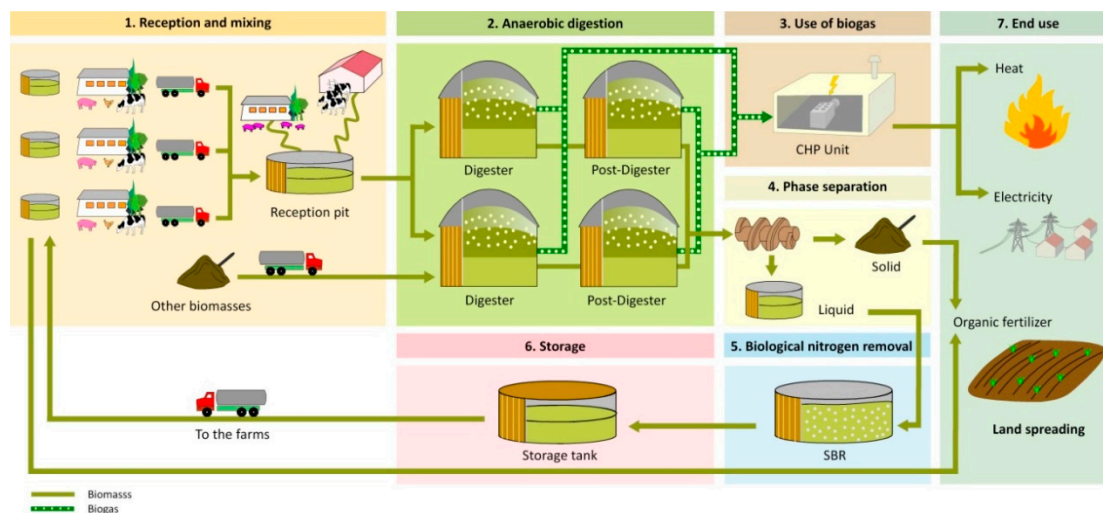 1. Reception and mixing
2. Anaerobic digestion
3. Use of biogas
7. End use
Reception pit
Other biomasses
Digester
Post-Digester
Digester
Post-Digester
CHP Unit
4. Phase separation
Solid
Liquid
Heat
Electricity
Organic fertilizer
Land spreading
6. Storage
5. Biological nitrogen removal
To the farms
Storage tank
SBR
Biomasss
Biogas